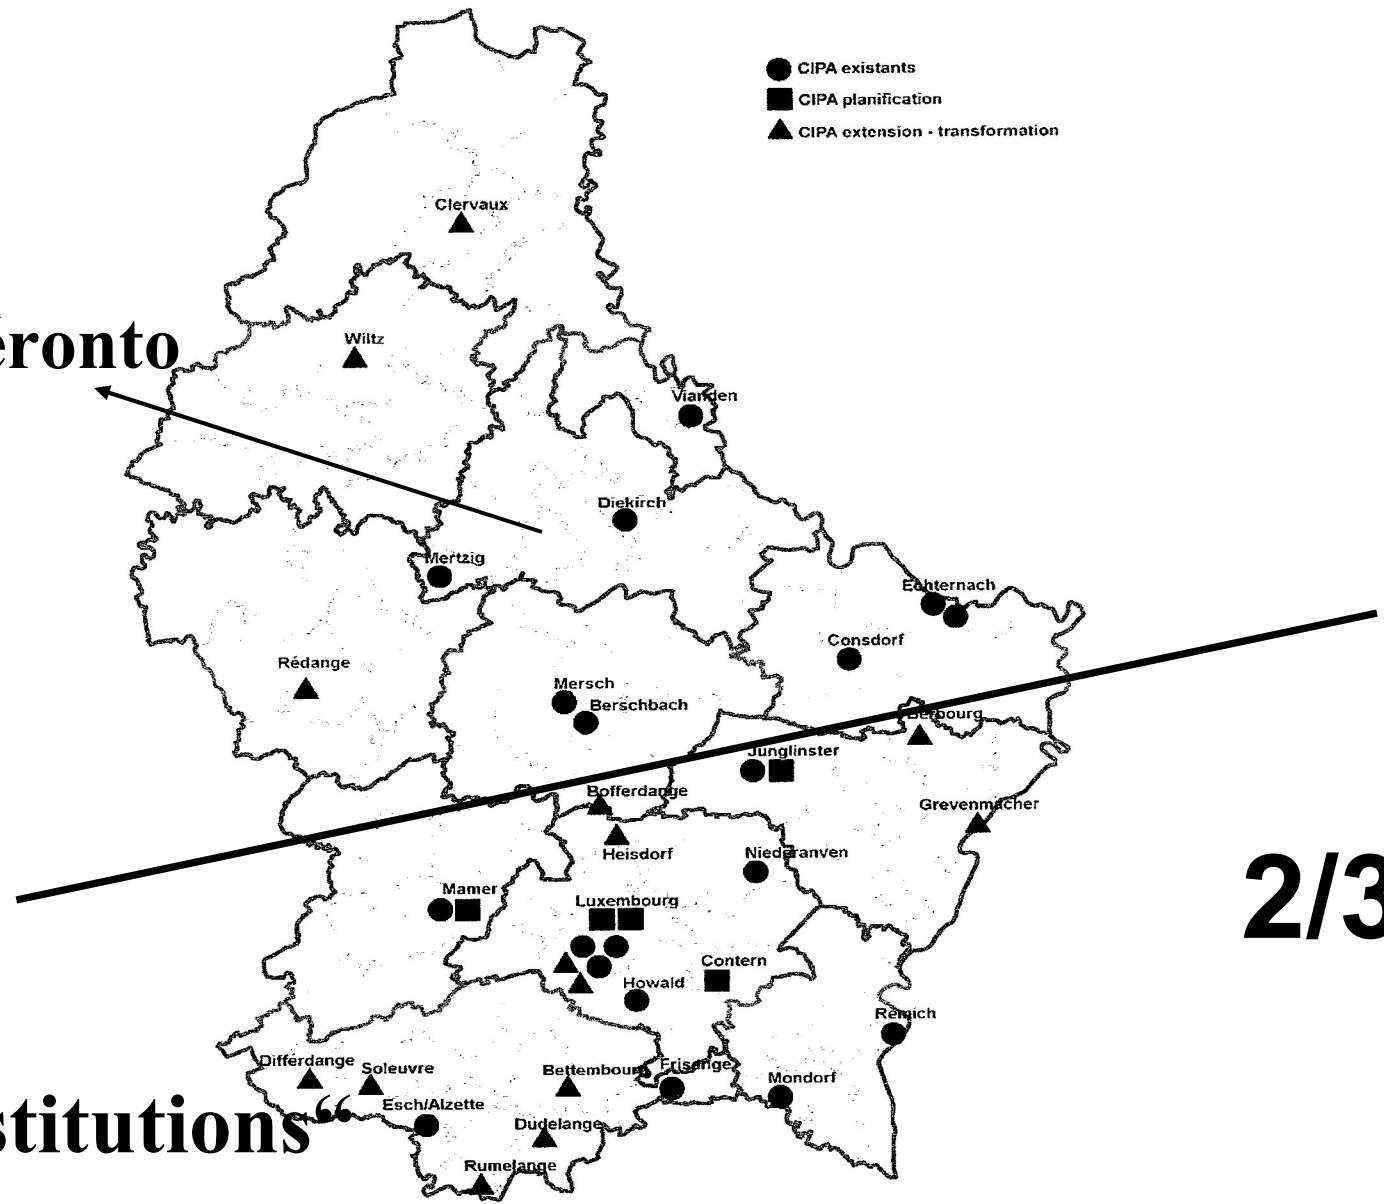 CIPA existants
CIPA planification
CIPA extension - transformation
Clervaux
éronto
Wiltz
Vianden
Diekirch
Mertzig
Echternach
Consdorf
Rédange
Mersch
Berschbach
Berbourg
Junglinster
Bofferdange
Grevenmacher
Heisdorf
Niederanven
2/3
Mamer
Luxembourg
Contern
Howald
Remich
Differdange
Soleuvre
Bettembourg
Frisange
Mondorf
Esch/Alzette
stitutions“
Dudelange
Rumelange